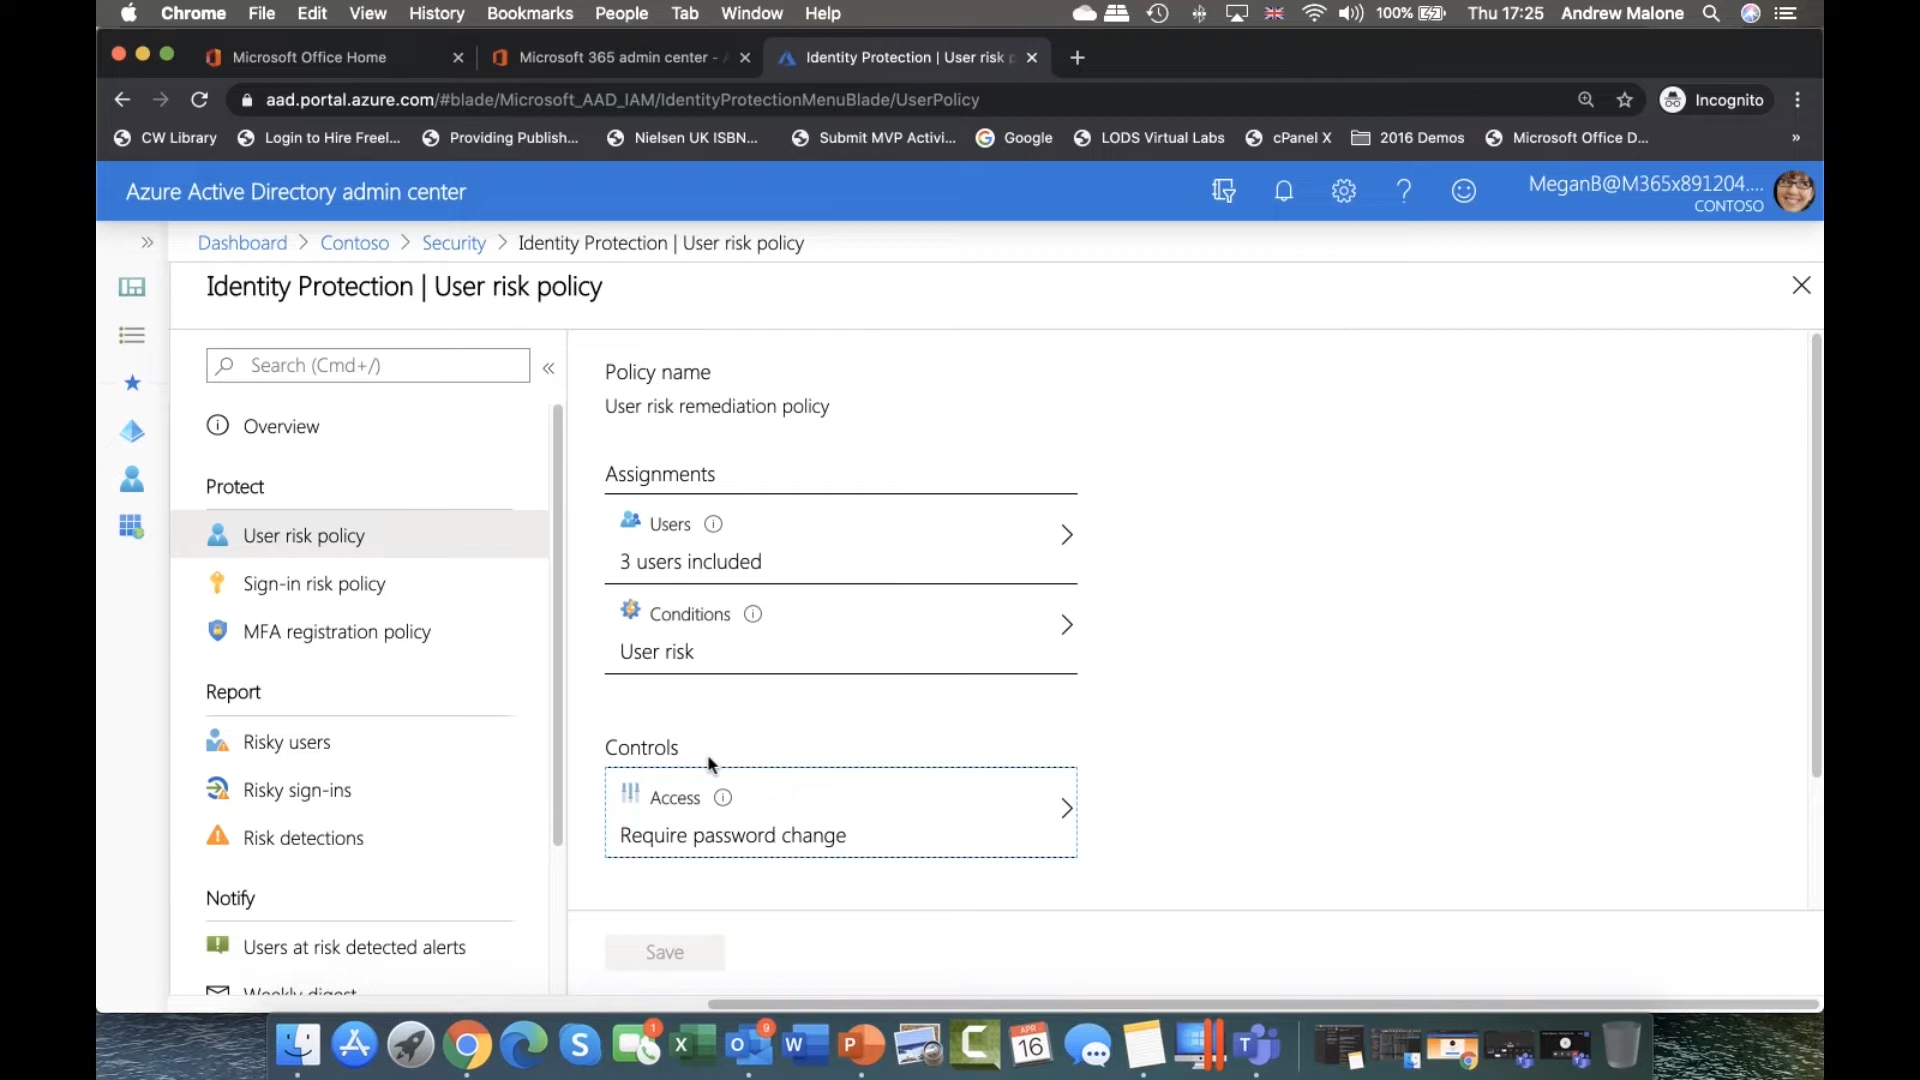 Chrome File Edit View History Bookmarks People Tab Window Help 100% Thu 17:25 Andrew Malone
Microsoft Office Home Microsoft 365 admin center - Identity Protection | User risk p
aad.portal.azure.com/#blade/Microsoft_AAD_IAM/IdentityProtectionMenuBlade/UserPolicy Incognito
CW Library Login to Hire Freel... Providing Publish... Nielsen UK ISBN... Submit MVP Activi... Google LODS Virtual Labs cPanel X 2016 Demos Microsoft Office D... »
Azure Active Directory admin center
MeganB@M365x891204....
CONTOSO
Dashboard > Contoso > Security > Identity Protection | User risk policy
Identity Protection | User risk policy
Search (Cmd+/)
Overview
Protect
User risk policy
Sign-in risk policy
MFA registration policy
Report
Risky users
Risky sign-ins
Risk detections
Notify
Users at risk detected alerts
Weekly digest
Policy name
User risk remediation policy
Assignments
Users
3 users included
Conditions
User risk
Controls
Access
Require password change
Save
1
9
APR
16